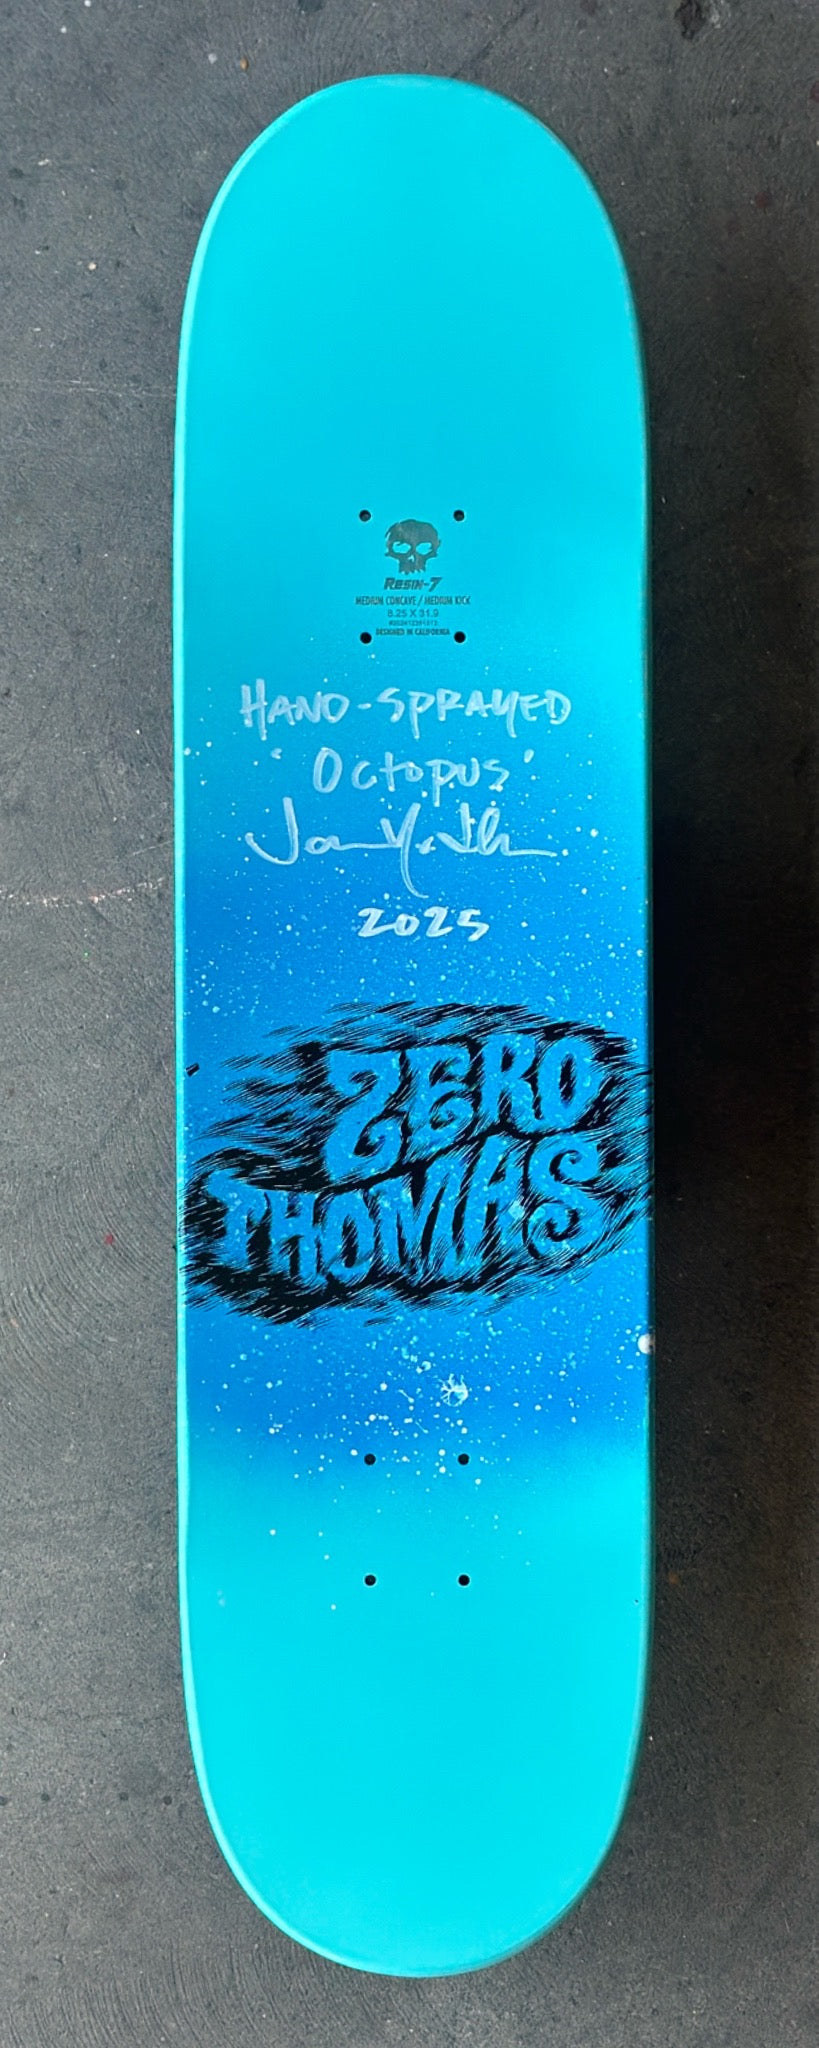 RESIN-7
MEDIUM CONCAVE / MEDIUM KICK
8.25 X 31.9
DESIGNED IN CALIFORNIA
HAND-SPRAYED
'Octopus'
2025
ZERO
THOMAS